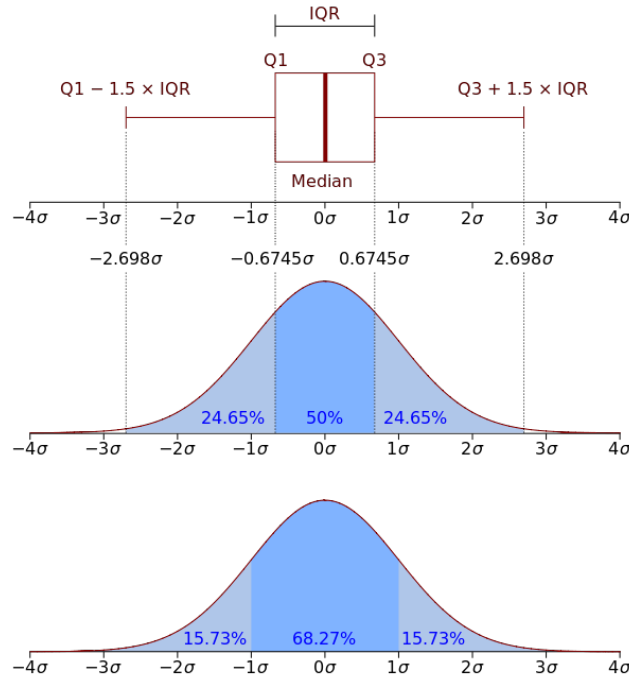 IQR
Q1 Q3
Q1 − 1.5 × IQR Q3 + 1.5 × IQR
Median
−4σ −3σ −2σ −1σ 0σ 1σ 2σ 3σ 4σ
−2.698σ −0.6745σ 0.6745σ 2.698σ
24.65% 50% 24.65%
−4σ −3σ −2σ −1σ 0σ 1σ 2σ 3σ 4σ
15.73% 68.27% 15.73%
−4σ −3σ −2σ −1σ 0σ 1σ 2σ 3σ 4σ